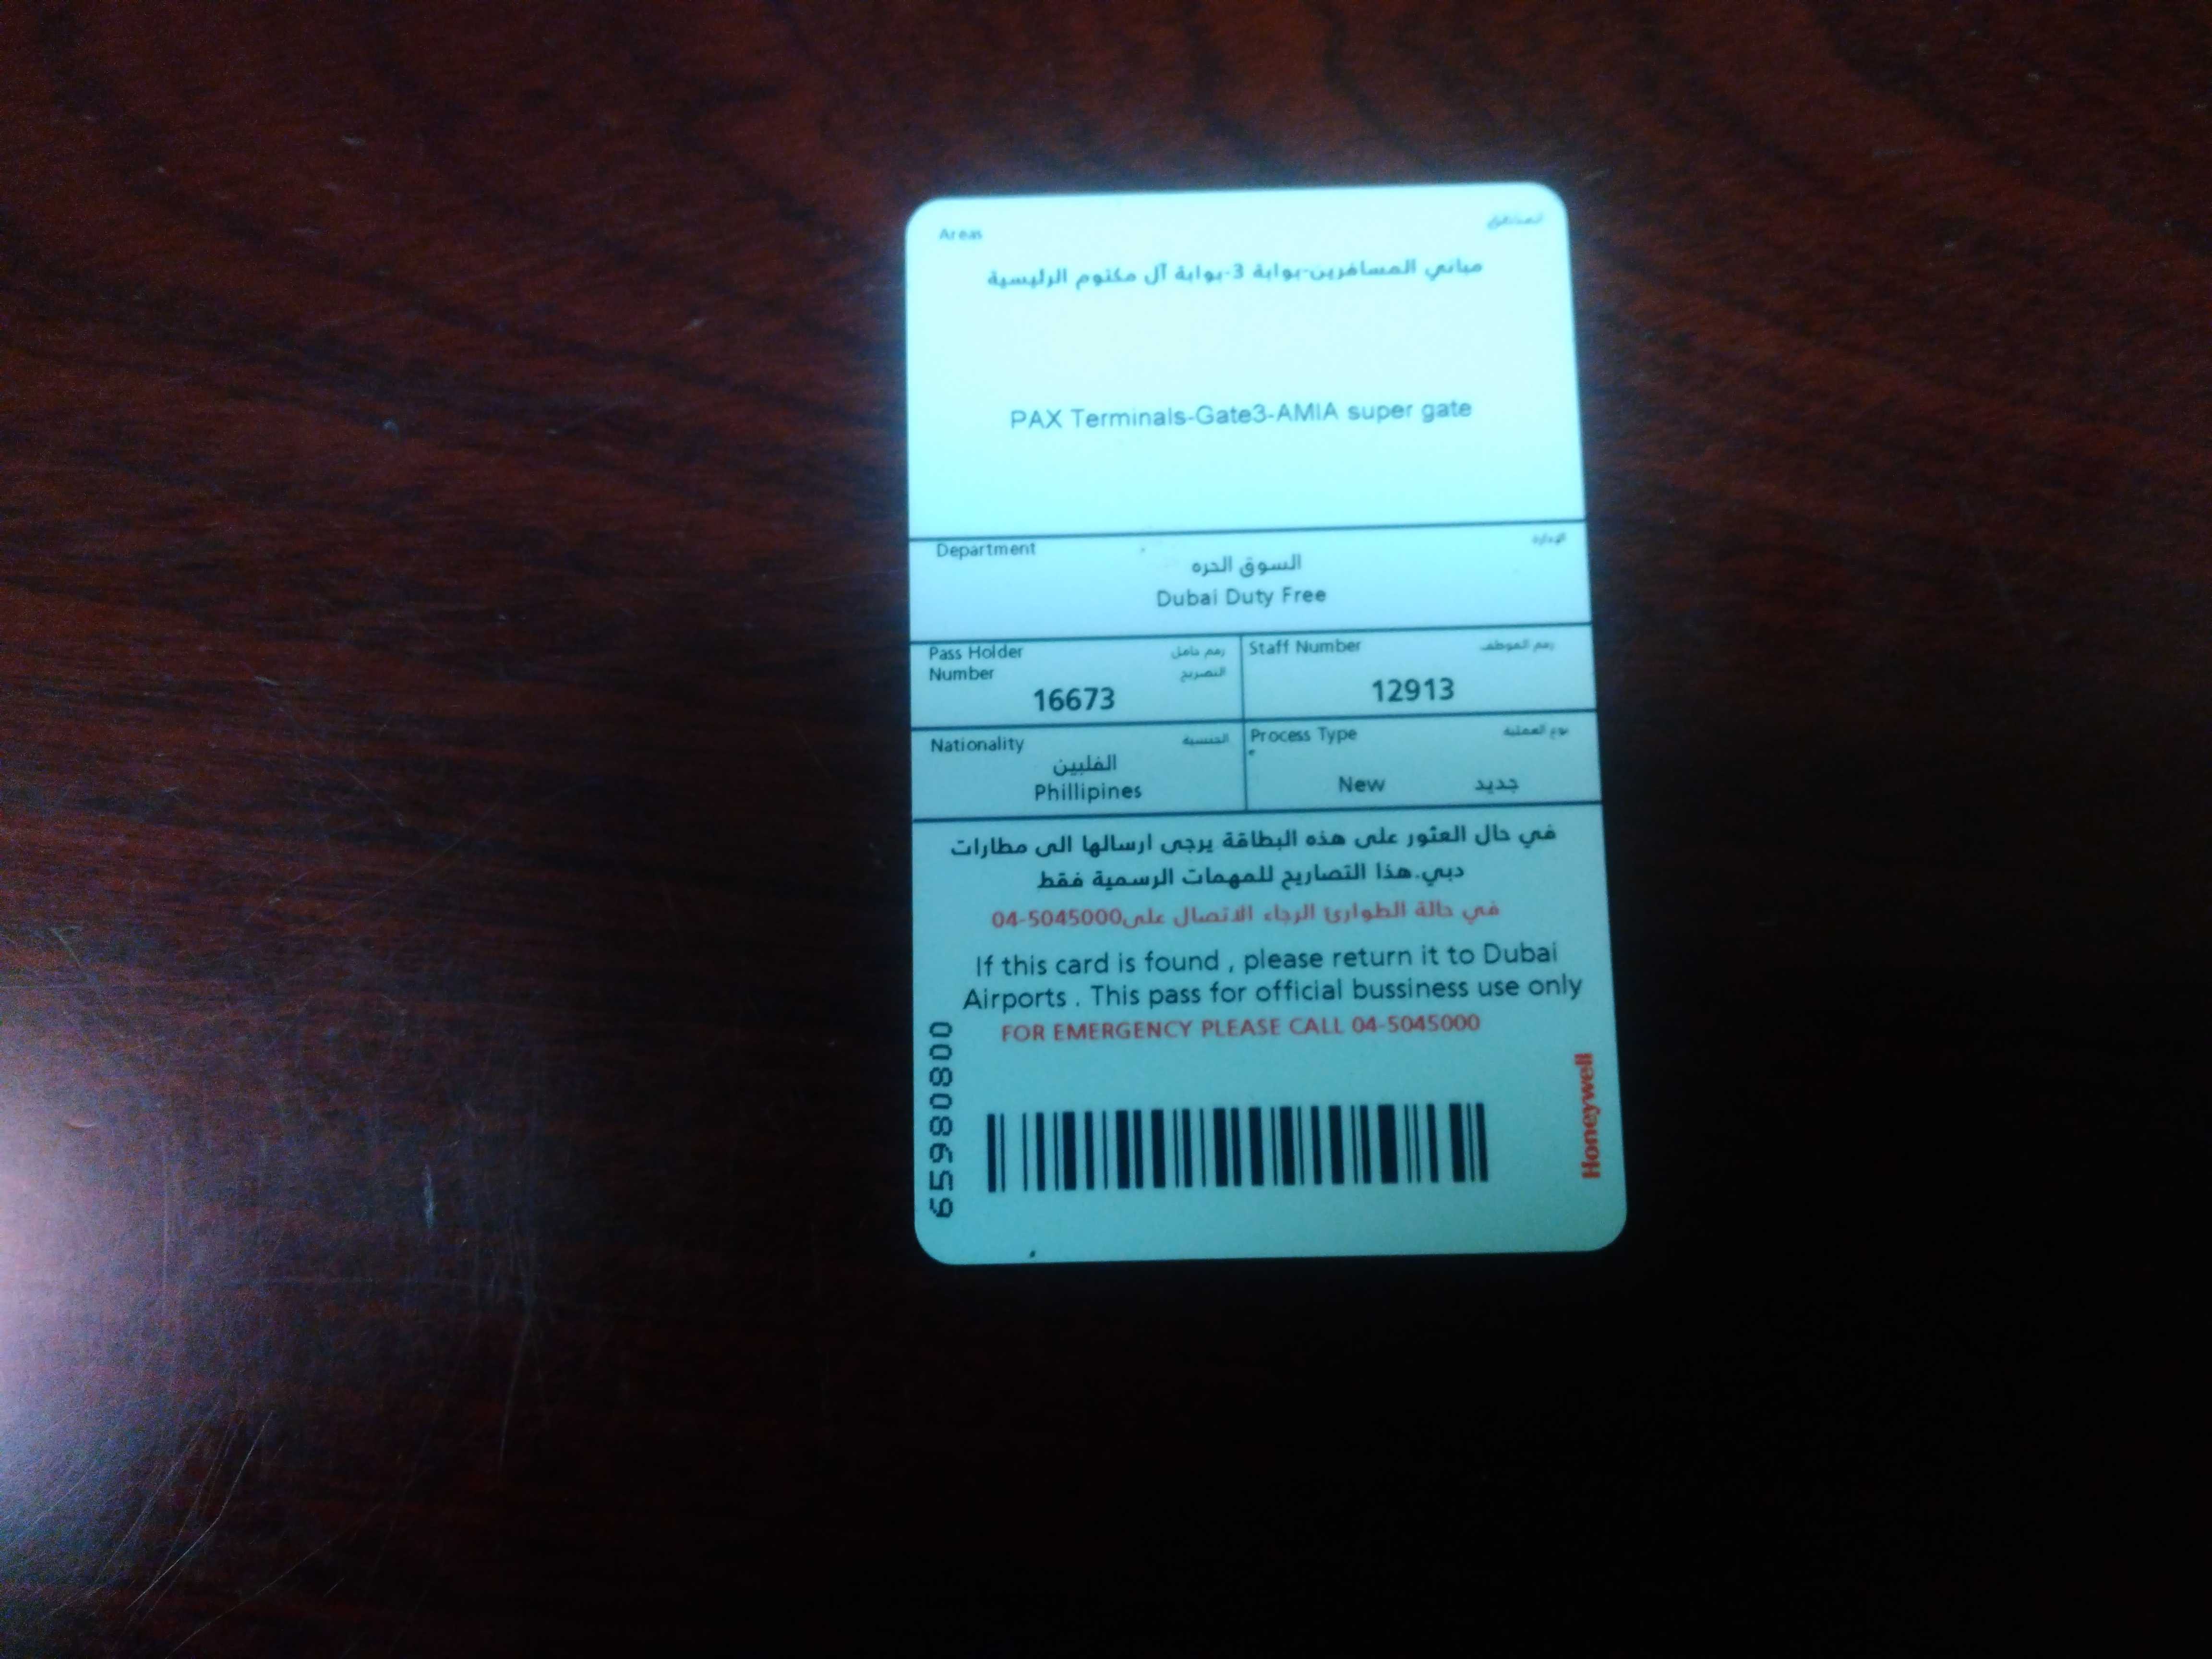 Areas
المناطق
مباني المسافرين-بوابة 3-بوابة آل مكتوم الرئيسية
PAX Terminals-Gate3-AMIA super gate
Department
الإدارة
السوق الحره
Dubai Duty Free
Pass Holder Number
رقم حامل التصريح
16673
Staff Number
رقم الموظف
12913
Nationality
الجنسية
الفلبين
Phillipines
Process Type
نوع العملية
New جديد
في حال العثور على هذه البطاقة يرجى ارسالها الى مطارات
دبي.هذا التصاريح للمهمات الرسمية فقط
في حالة الطوارئ الرجاء الاتصال على04-5045000
If this card is found , please return it to Dubai
Airports . This pass for official bussiness use only
FOR EMERGENCY PLEASE CALL 04-5045000
65980800
Honeywell